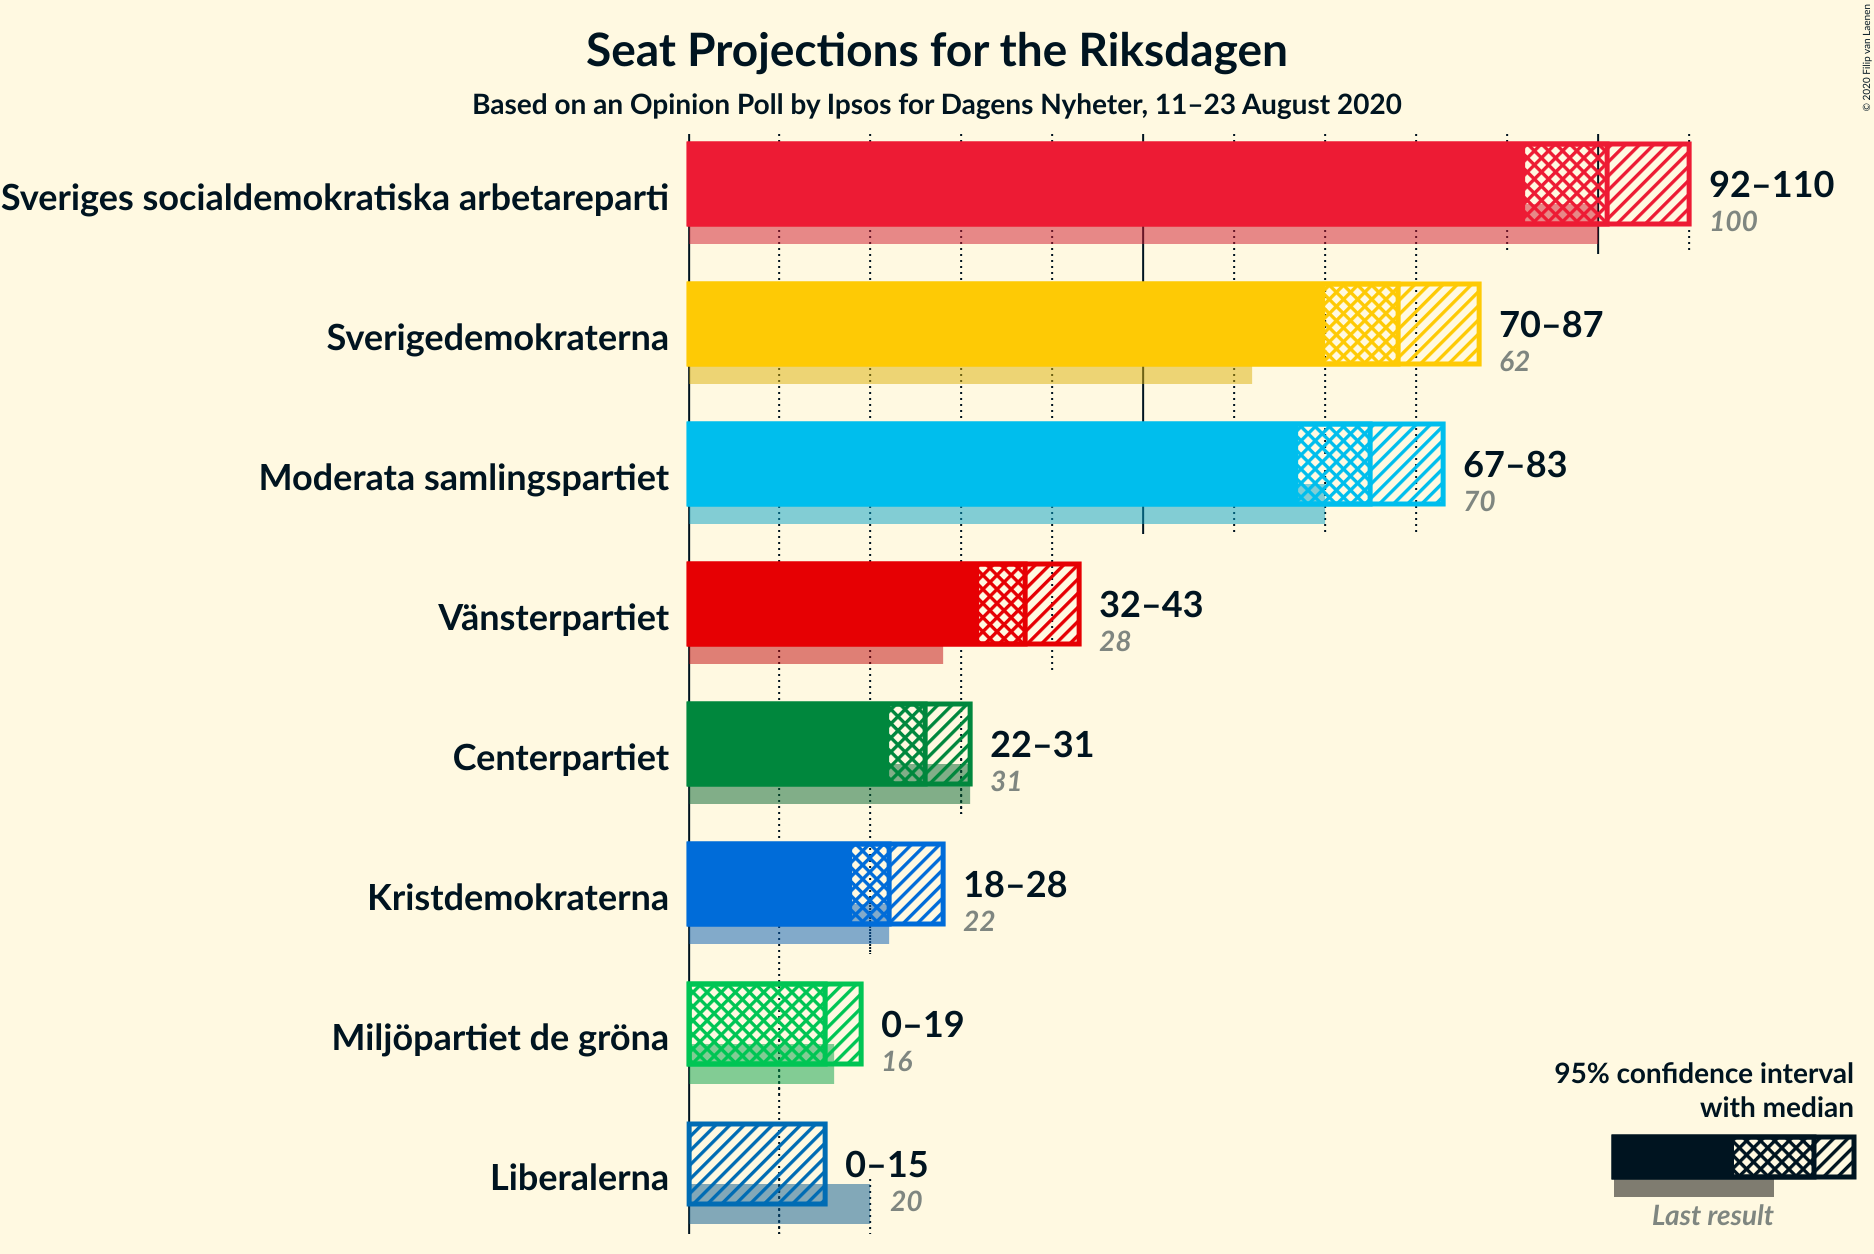 Seat Projections for the Riksdagen
Based on an Opinion Poll by Ipsos for Dagens Nyheter, 11–23 August 2020
© 2020 Filip van Laenen
Sveriges socialdemokratiska arbetareparti
92–110
100
Sverigedemokraterna
70–87
62
Moderata samlingspartiet
67–83
70
Vänsterpartiet
32–43
28
Centerpartiet
22–31
31
Kristdemokraterna
18–28
22
Miljöpartiet de gröna
0–19
16
Liberalerna
0–15
20
95% confidence interval
with median
Last result